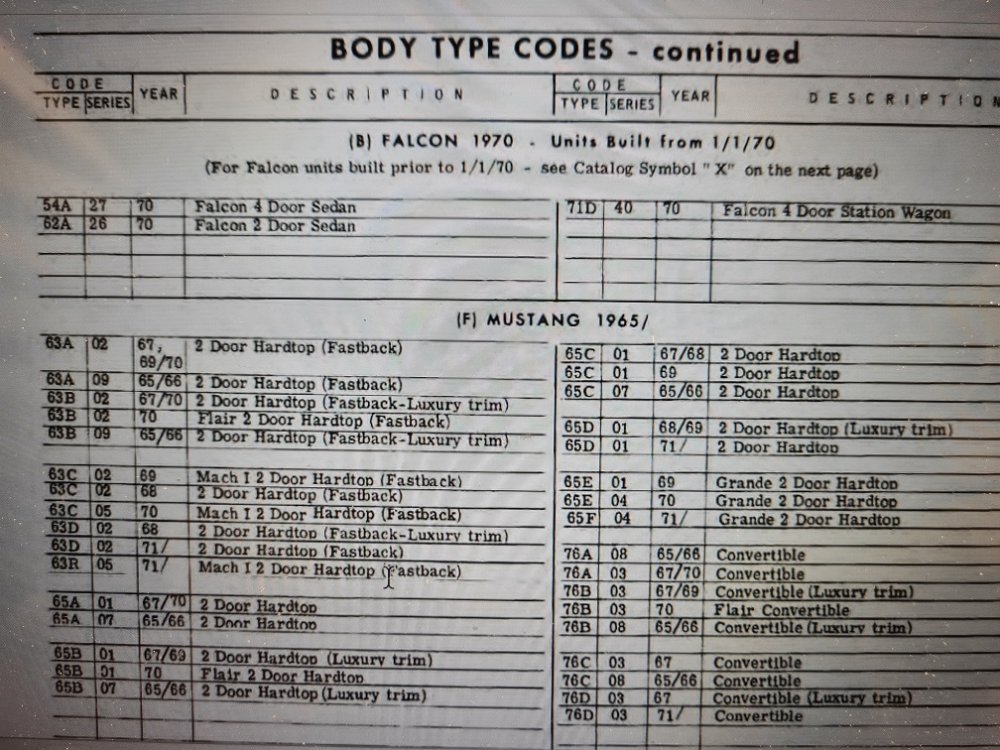 BODY TYPE CODES - continued
CODE YEAR DESCRIPTION
TYPE SERIES
CODE YEAR DESCRIPTION
TYPE SERIES
(B) FALCON 1970 - Units Built from 1/1/70
(For Falcon units built prior to 1/1/70 - see Catalog Symbol "X" on the next page)
54A 27 70 Falcon 4 Door Sedan
62A 26 70 Falcon 2 Door Sedan
71D 40 70 Falcon 4 Door Station Wagon
(F) MUSTANG 1965/
63A 02 67, 2 Door Hardtop (Fastback)
69/70
63A 09 65/66 2 Door Hardtop (Fastback)
63B 02 67/70 2 Door Hardtop (Fastback-Luxury trim)
63B 02 70 Flair 2 Door Hardtop (Fastback)
63B 09 65/66 2 Door Hardtop (Fastback-Luxury trim)
63C 02 69 Mach I 2 Door Hardtop (Fastback)
63C 02 68 2 Door Hardtop (Fastback)
63C 05 70 Mach I 2 Door Hardtop (Fastback)
63D 02 68 2 Door Hardtop (Fastback-Luxury trim)
63D 02 71/ 2 Door Hardtop (Fastback)
63R 05 71/ Mach I 2 Door Hardtop (Fastback)
65A 01 67/70 2 Door Hardtop
65A 07 65/66 2 Door Hardtop
65B 01 67/69 2 Door Hardtop (Luxury trim)
65B 01 70 Flair 2 Door Hardtop
65B 07 65/66 2 Door Hardtop (Luxury trim)
65C 01 67/68 2 Door Hardtop
65C 01 69 2 Door Hardtop
65C 07 65/66 2 Door Hardtop
65D 01 68/69 2 Door Hardtop (Luxury trim)
65D 01 71/ 2 Door Hardtop
65E 01 69 Grande 2 Door Hardtop
65E 04 70 Grande 2 Door Hardtop
65F 04 71/ Grande 2 Door Hardtop
76A 08 65/66 Convertible
76A 03 67/70 Convertible
76B 03 67/69 Convertible (Luxury trim)
76B 03 70 Flair Convertible
76B 08 65/66 Convertible (Luxury trim)
76C 03 67 Convertible
76C 08 65/66 Convertible
76D 03 67 Convertible (Luxury trim)
76D 03 71/ Convertible